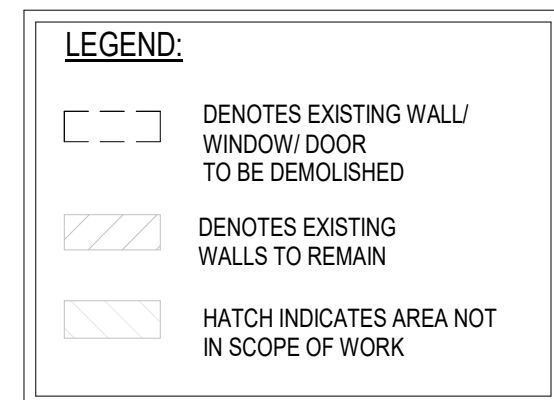 LEGEND:
DENOTES EXISTING WALL/
WINDOW/ DOOR
TO BE DEMOLISHED
DENOTES EXISTING
WALLS TO REMAIN
HATCH INDICATES AREA NOT
IN SCOPE OF WORK